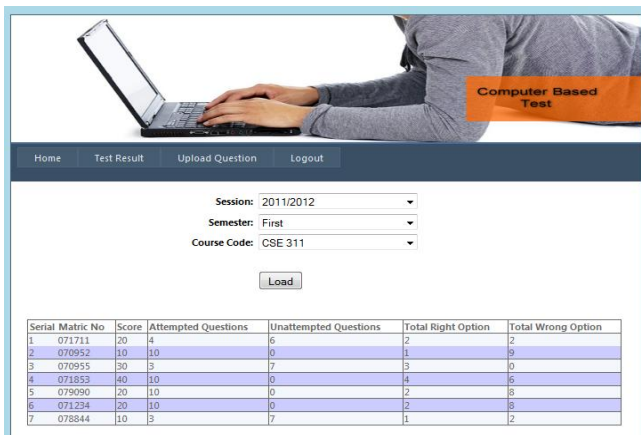 Computer Based
Test
Home Test Result Upload Question Logout
Session: 2011/2012
Semester: First
Course Code: CSE 311
Load
Serial Matric No Score Attempted Questions Unattempted Questions Total Right Option Total Wrong Option
1 071711 20 4 6 2 2
2 070952 10 10 0 1 9
3 070955 30 3 7 3 0
4 071853 40 10 0 4 6
5 079090 20 10 0 2 8
6 071234 20 10 0 2 8
7 078844 10 3 7 1 2